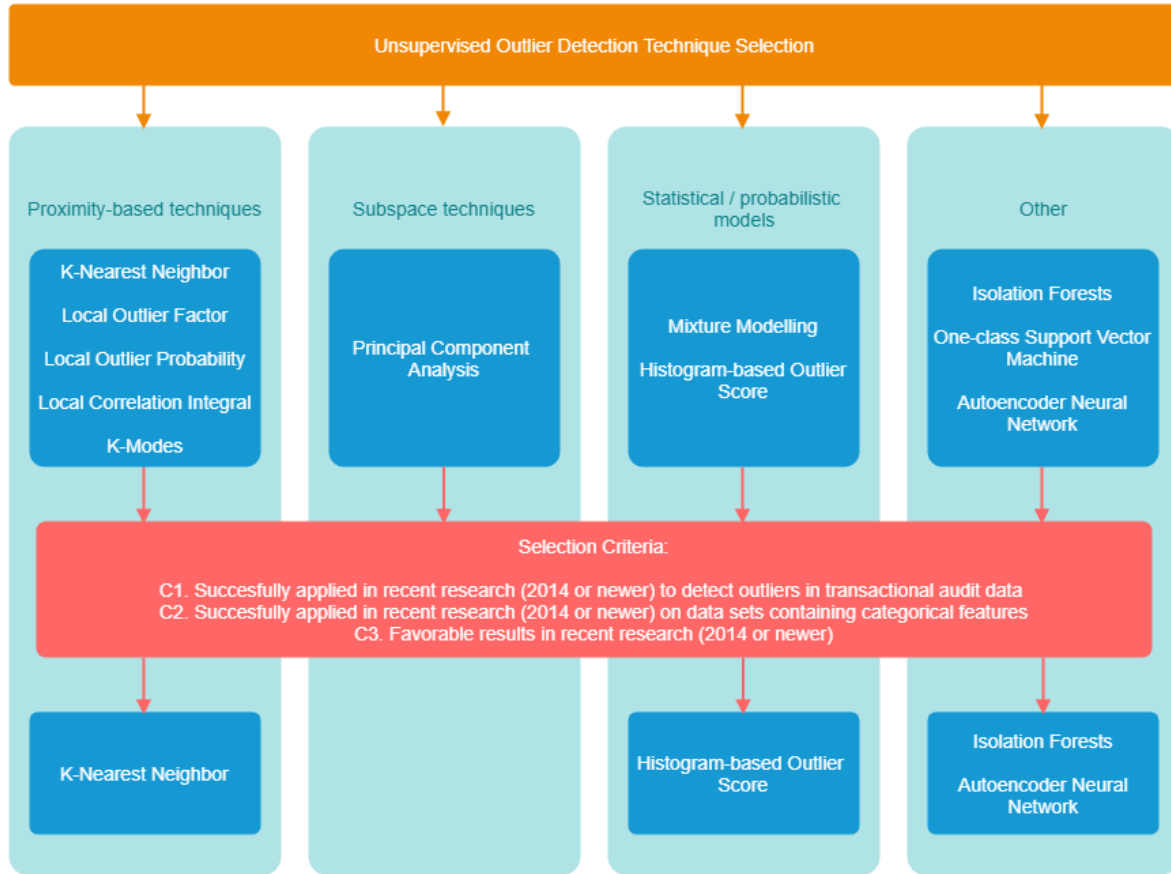 Unsupervised Outlier Detection Technique Selection
Proximity-based techniques
K-Nearest Neighbor
Local Outlier Factor
Local Outlier Probability
Local Correlation Integral
K-Modes
Subspace techniques
Principal Component
Analysis
Statistical / probabilistic
models
Mixture Modelling
Histogram-based Outlier
Score
Other
Isolation Forests
One-class Support Vector
Machine
Autoencoder Neural
Network
Selection Criteria:
C1. Succesfully applied in recent research (2014 or newer) to detect outliers in transactional audit data
C2. Succesfully applied in recent research (2014 or newer) on data sets containing categorical features
C3. Favorable results in recent research (2014 or newer)
K-Nearest Neighbor
Histogram-based Outlier
Score
Isolation Forests
Autoencoder Neural
Network